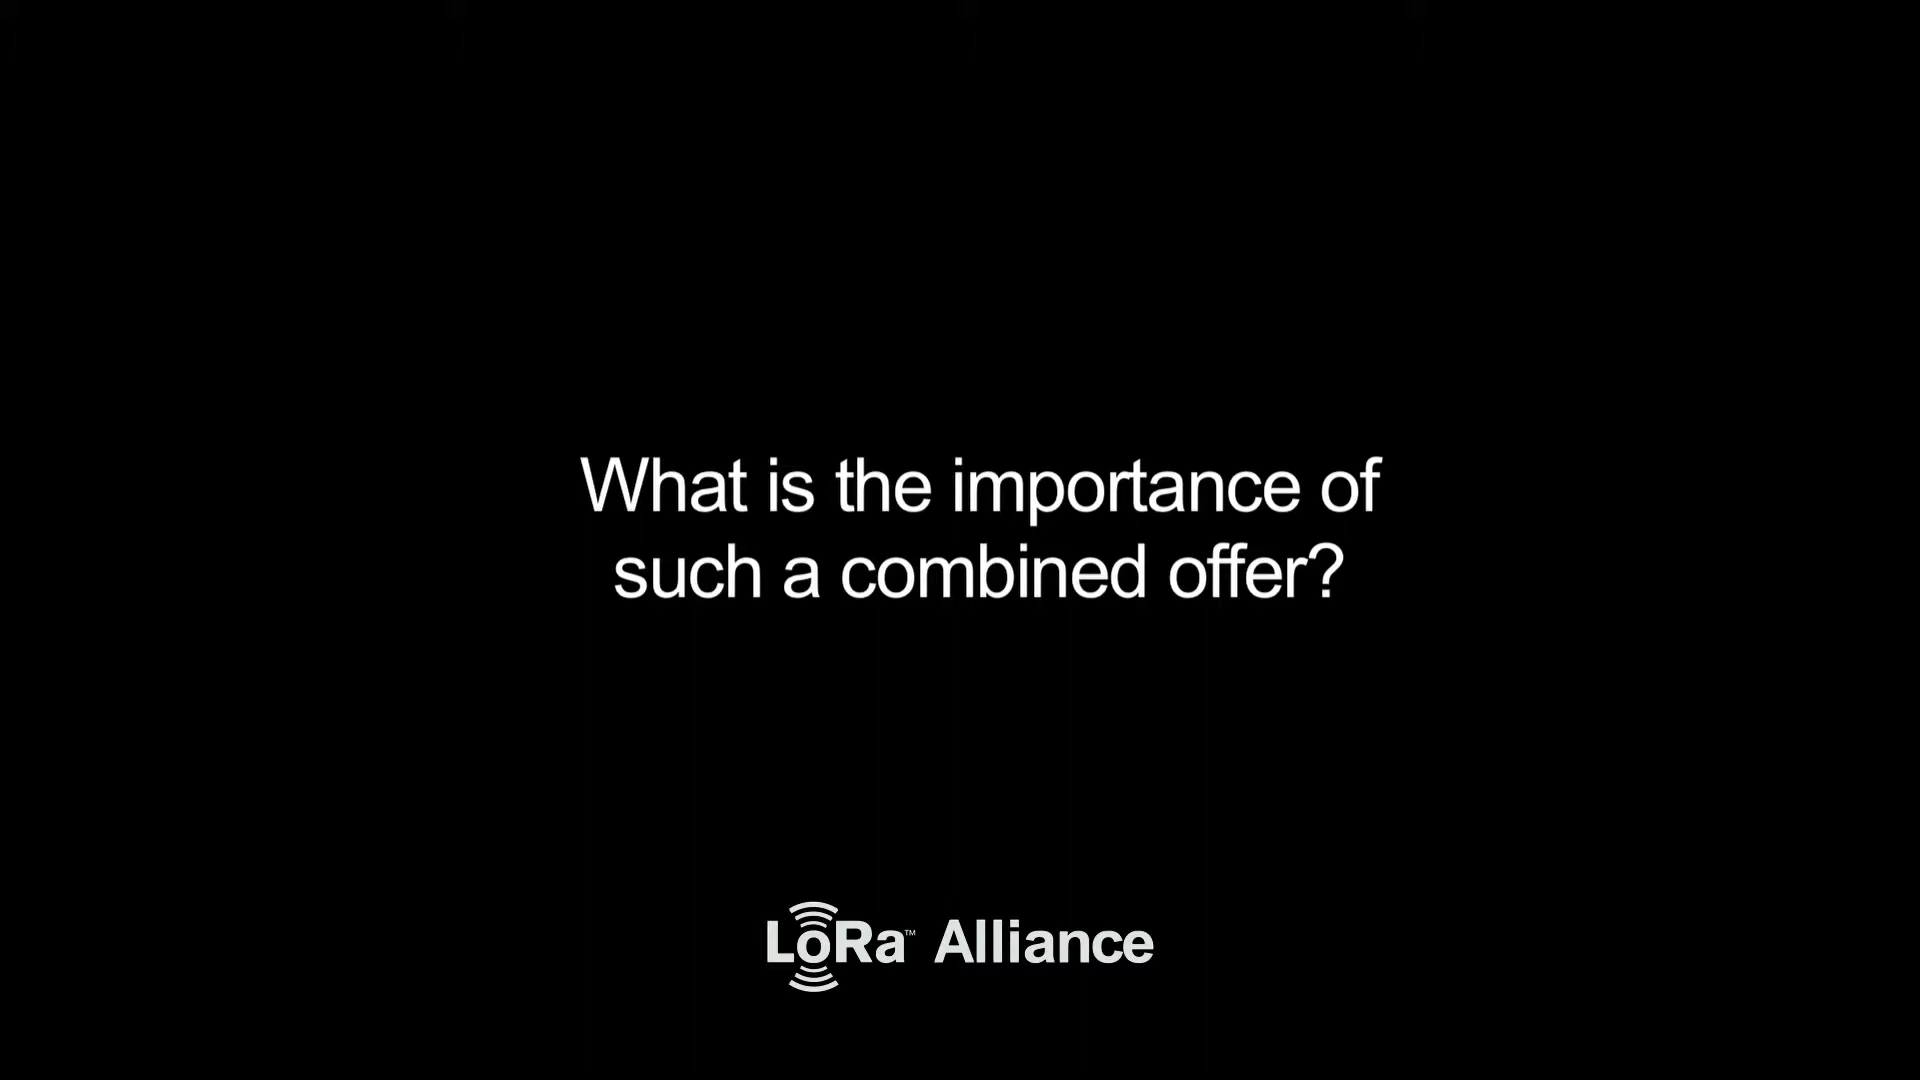 What is the importance of
such a combined offer?
LoRa™ Alliance